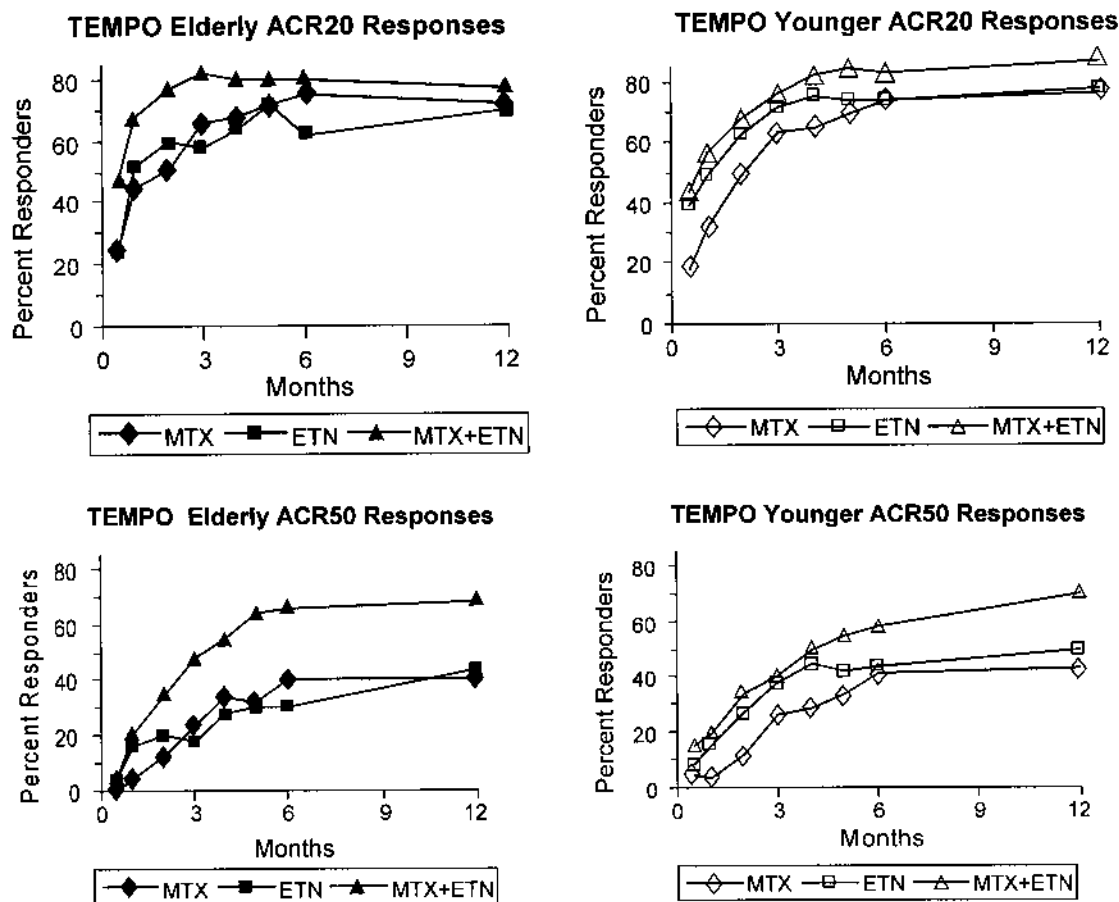 TEMPO Elderly ACR20 Responses
Percent Responders
80
60
40
20
0
0 3 6 9 12
Months
MTX ETN MTX+ETN
TEMPO Younger ACR20 Responses
Percent Responders
80
60
40
20
0
0 3 6 9 12
Months
MTX ETN MTX+ETN
TEMPO Elderly ACR50 Responses
Percent Responders
80
60
40
20
0
0 3 6 9 12
Months
MTX ETN MTX+ETN
TEMPO Younger ACR50 Responses
Percent Responders
80
60
40
20
0
0 3 6 9 12
Months
MTX ETN MTX+ETN